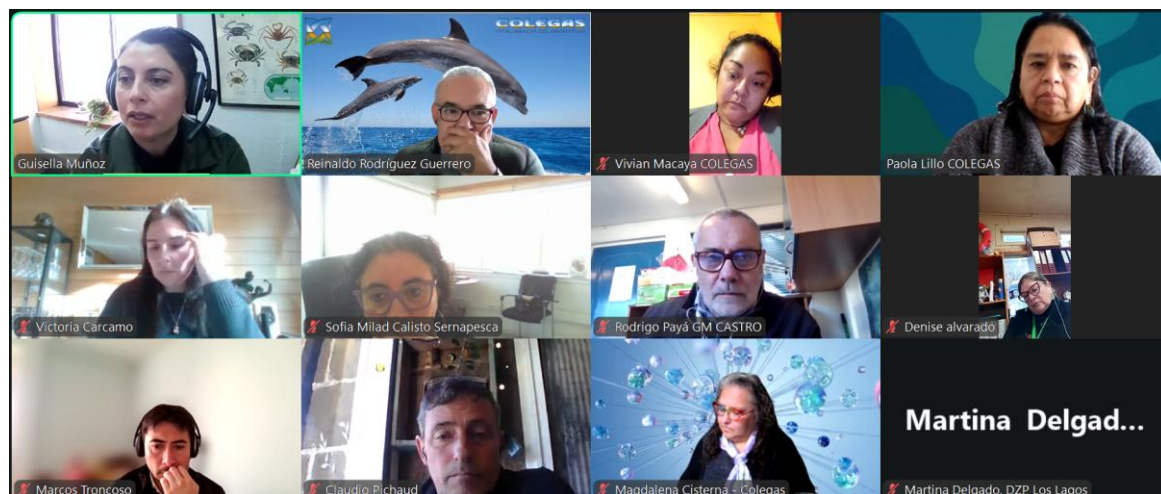 COLEGAS
Guisella Muñoz
Reinaldo Rodríguez Guerrero
Vivian Macaya COLEGAS
Paola Lillo COLEGAS
Victoria Carcamo
Sofia Milad Calisto Sernapesca
Rodrigo Payá GM CASTRO
Denise alvarado
Martina Delgad...
Marcos Troncoso
Claudio Pichaud
Magdalena Cisterna - Colegas
Martina Delgado, DZP Los Lagos